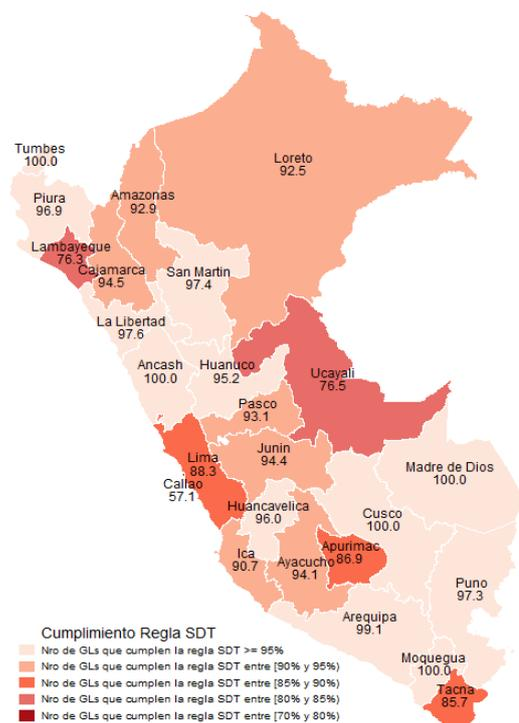 Loreto
92.5
Tumbes
100.0
Piura
96.9
Amazonas
92.9
Lambayeque
76.3
Cajamarca
94.5
San Martin
97.4
La Libertad
97.6
Ancash
100.0
Huanuco
95.2
Ucayali
76.5
Pasco
93.1
Junin
94.4
Lima
88.3
Callao
57.1
Madre de Dios
100.0
Huancavelica
96.0
Cusco
100.0
Ica
90.7
Ayacucho
94.1
Apurimac
86.9
Puno
97.3
Arequipa
99.1
Moquegua
100.0
Tacna
85.7
Cumplimiento Regla SDT
Nro de GLs que cumplen la regla SDT >= 95%
Nro de GLs que cumplen la regla SDT entre [90% y 95%)
Nro de GLs que cumplen la regla SDT entre [85% y 90%)
Nro de GLs que cumplen la regla SDT entre [80% y 85%)
Nro de GLs que cumplen la regla SDT entre [70% y 80%)